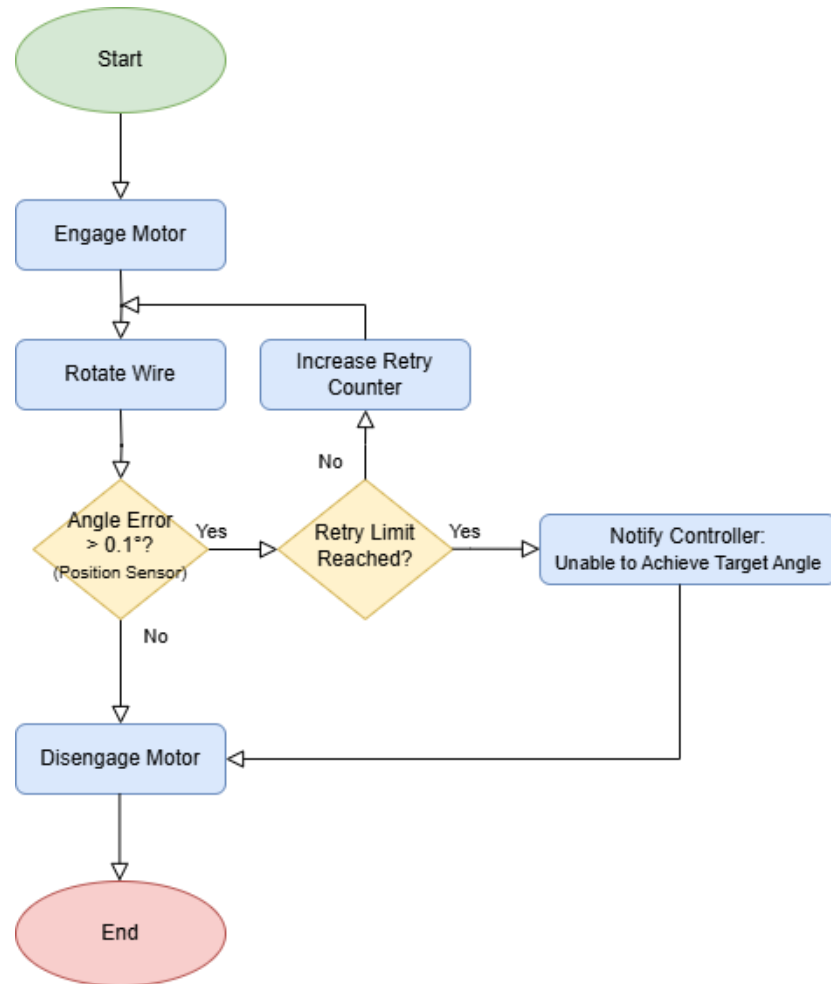 Start
Engage Motor
Rotate Wire
Increase Retry
Counter
No
Angle Error
> 0.1°?
(Position Sensor)
Yes
Retry Limit
Reached?
Yes
Notify Controller:
Unable to Achieve Target Angle
No
Disengage Motor
End